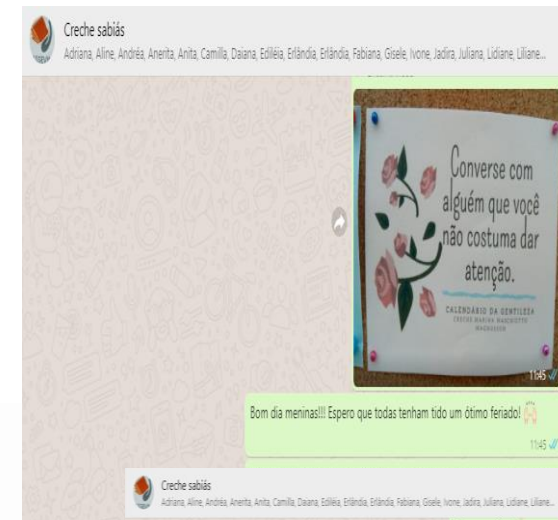 Creche sabiás
Adriana, Aline, Andréa, Anerita, Anita, Camilla, Daiana, Ediléia, Erlândia, Erlândia, Fabiana, Gisele, Ivone, Jadira, Juliana, Lidiane, Liliane...
Converse com
alguém que você
não costuma dar
atenção.
CALENDÁRIO DA GENTILEZA
11:45
Bom dia meninas!!! Espero que todas tenham tido um ótimo feriado!
11:45
Creche sabiás
Adriana, Aline, Andréa, Anerita, Anita, Camilla, Daiana, Ediléia, Erlândia, Erlândia, Fabiana, Gisele, Ivone, Jadira, Juliana, Lidiane, Liliane...